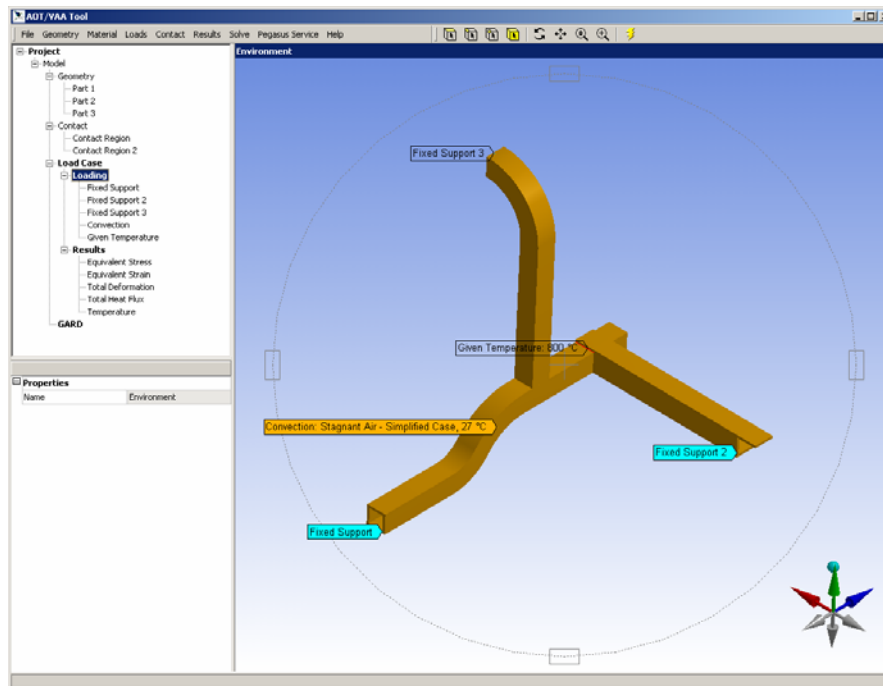 AOT/VAA Tool
File Geometry Material Loads Contact Results Solve Pegasus Service Help
Project
Model
Geometry
Part 1
Part 2
Part 3
Contact
Contact Region
Contact Region 2
Load Case
Loading
Fixed Support
Fixed Support 2
Fixed Support 3
Convection
Given Temperature
Results
Equivalent Stress
Equivalent Strain
Total Deformation
Total Heat Flux
Temperature
GARD
Properties
Name Environment
Environment
Fixed Support 3
Given Temperature: 800 °C
Convection: Stagnant Air - Simplified Case, 27 °C
Fixed Support 2
Fixed Support